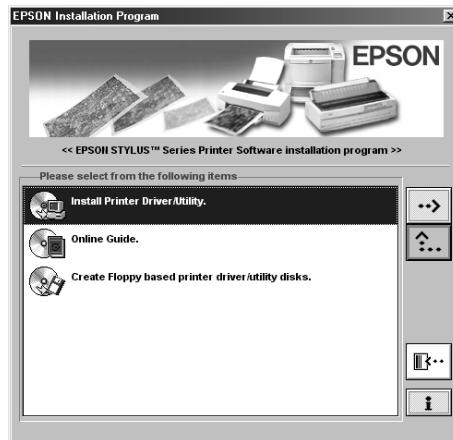 EPSON Installation Program
EPSON
<< EPSON STYLUS™ Series Printer Software installation program >>
Please select from the following items
Install Printer Driver/Utility.
Online Guide.
Create Floppy based printer driver/utility disks.
i